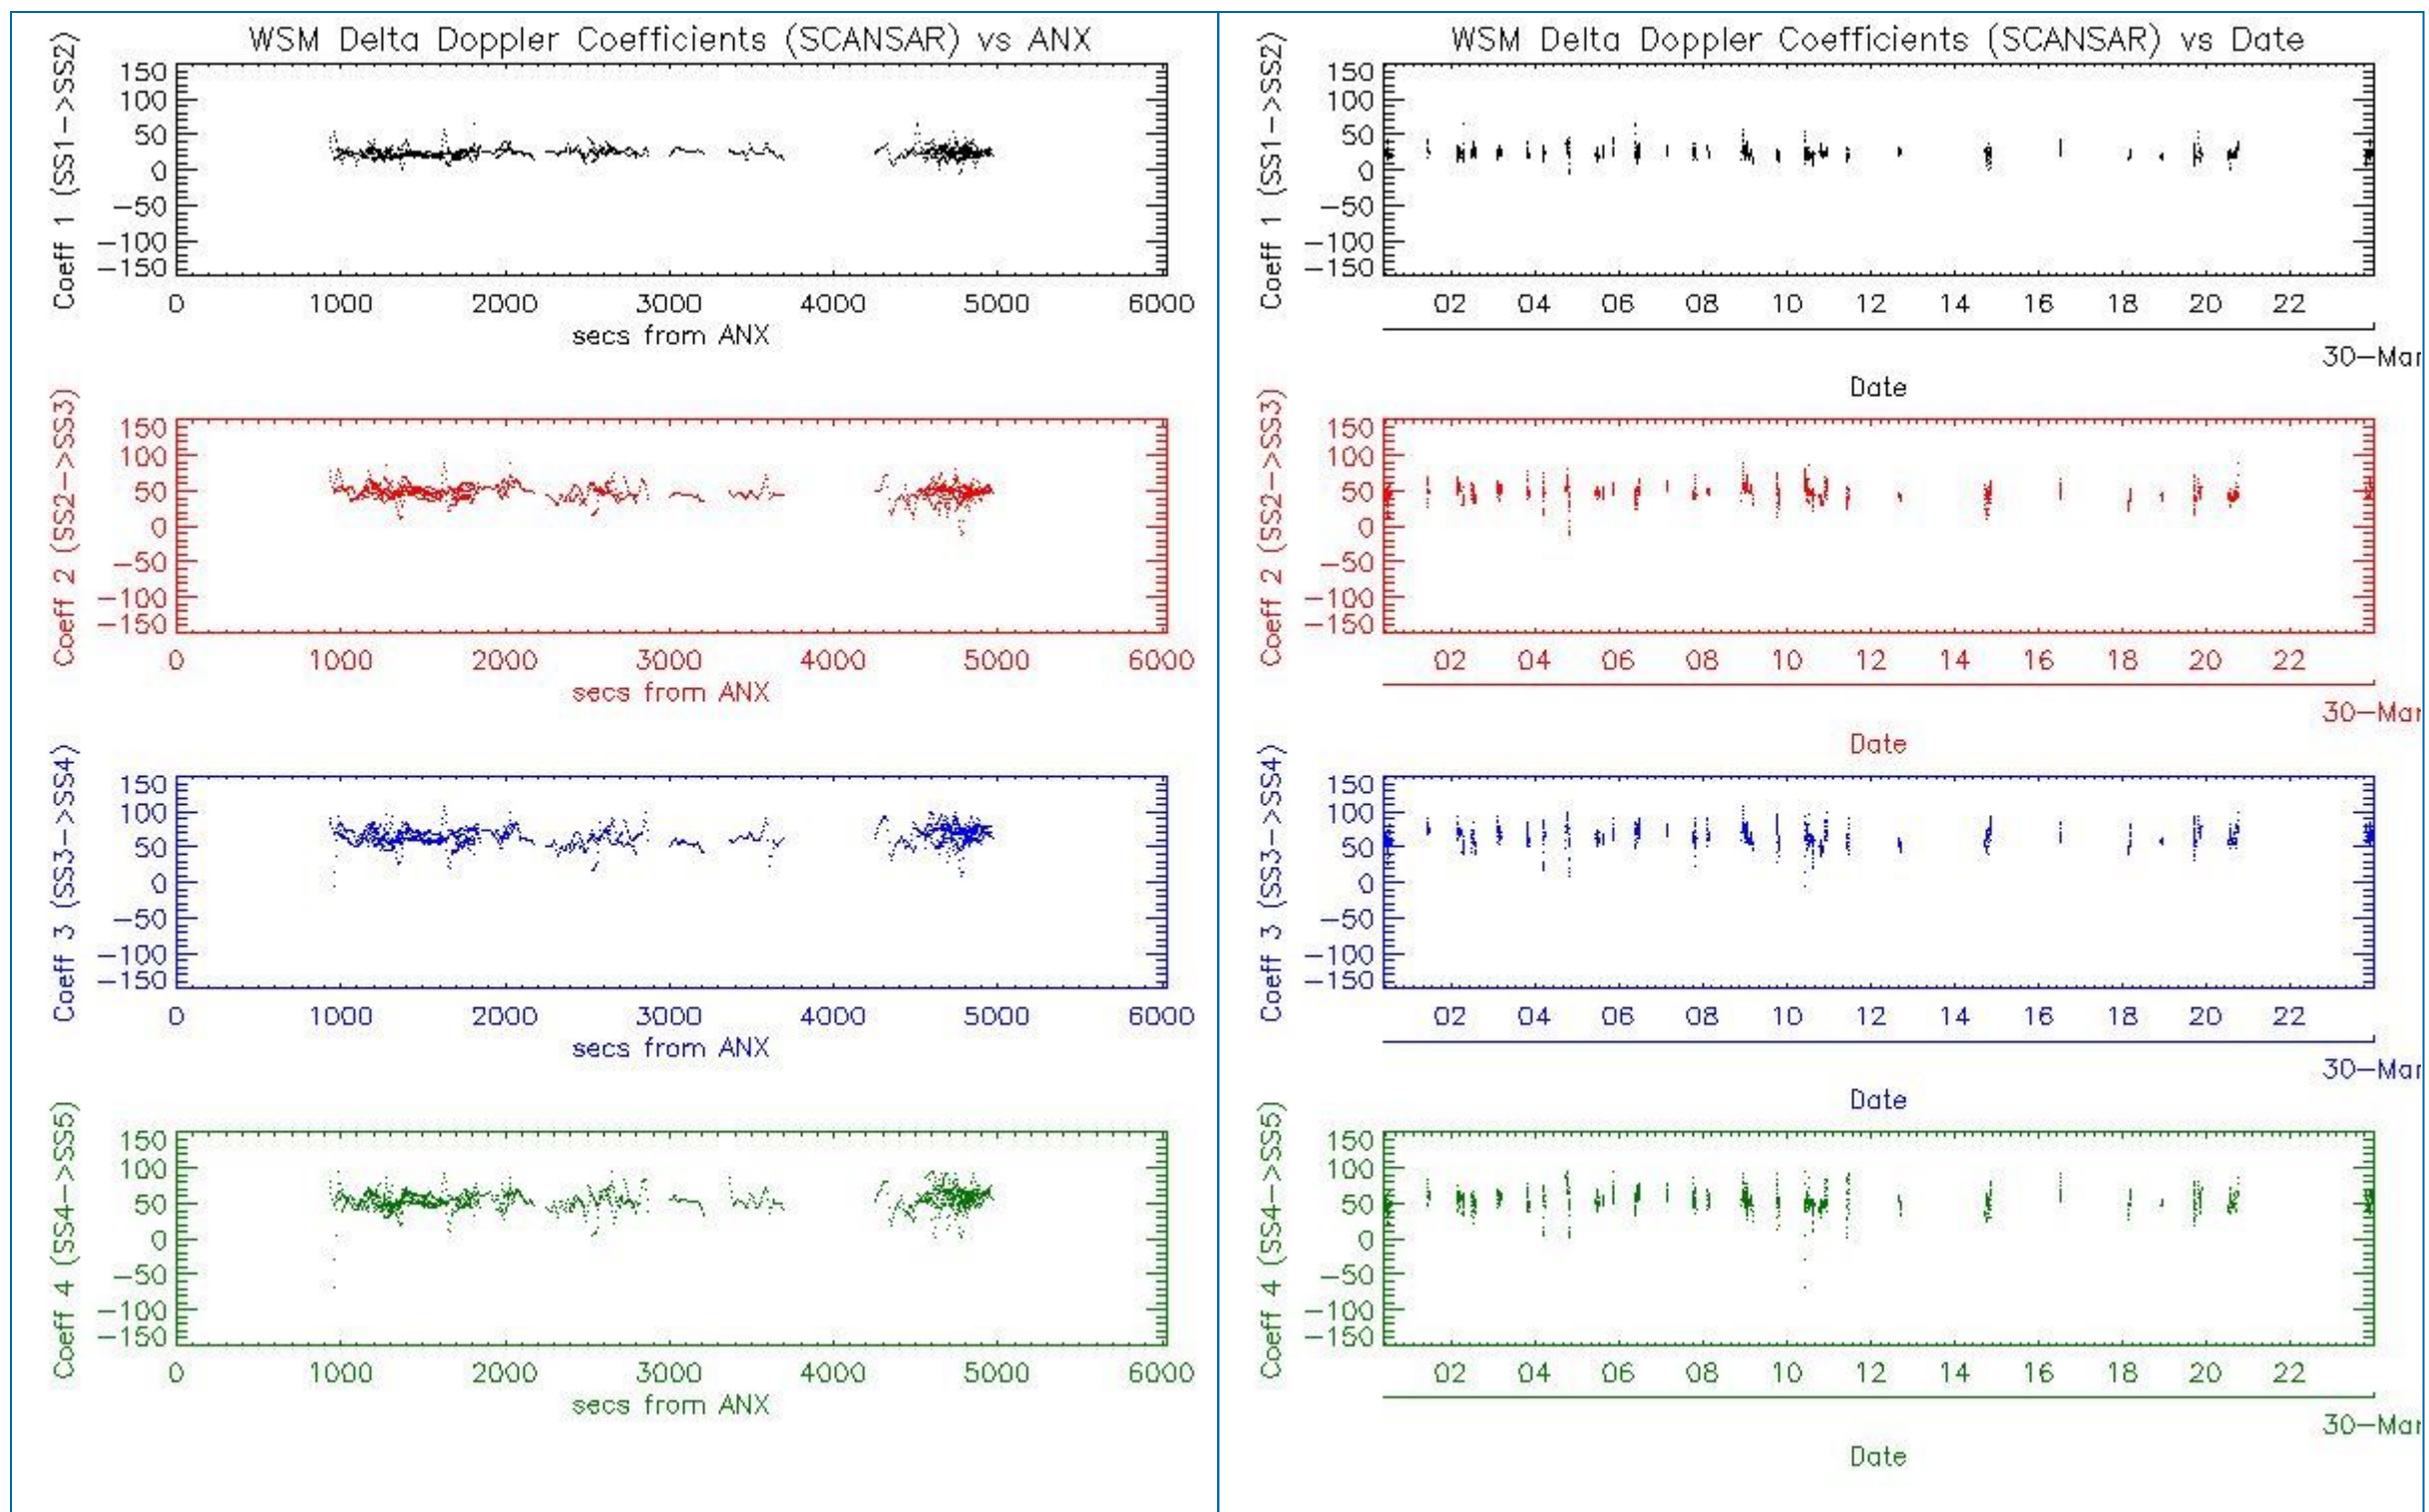 WSM Delta Doppler Coefficients (SCANSAR) vs ANX
Coeff 1 (SS1->SS2)
150
100
50
0
-50
-100
-150
0 1000 2000 3000 4000 5000 6000
secs from ANX
Coeff 2 (SS2->SS3)
150
100
50
0
-50
-100
-150
0 1000 2000 3000 4000 5000 6000
secs from ANX
Coeff 3 (SS3->SS4)
150
100
50
0
-50
-100
-150
0 1000 2000 3000 4000 5000 6000
secs from ANX
Coeff 4 (SS4->SS5)
150
100
50
0
-50
-100
-150
0 1000 2000 3000 4000 5000 6000
secs from ANX
WSM Delta Doppler Coefficients (SCANSAR) vs Date
Coeff 1 (SS1->SS2)
150
100
50
0
-50
-100
-150
02 04 06 08 10 12 14 16 18 20 22
30-Mar
Date
Coeff 2 (SS2->SS3)
150
100
50
0
-50
-100
-150
02 04 06 08 10 12 14 16 18 20 22
30-Mar
Date
Coeff 3 (SS3->SS4)
150
100
50
0
-50
-100
-150
02 04 06 08 10 12 14 16 18 20 22
30-Mar
Date
Coeff 4 (SS4->SS5)
150
100
50
0
-50
-100
-150
02 04 06 08 10 12 14 16 18 20 22
30-Mar
Date